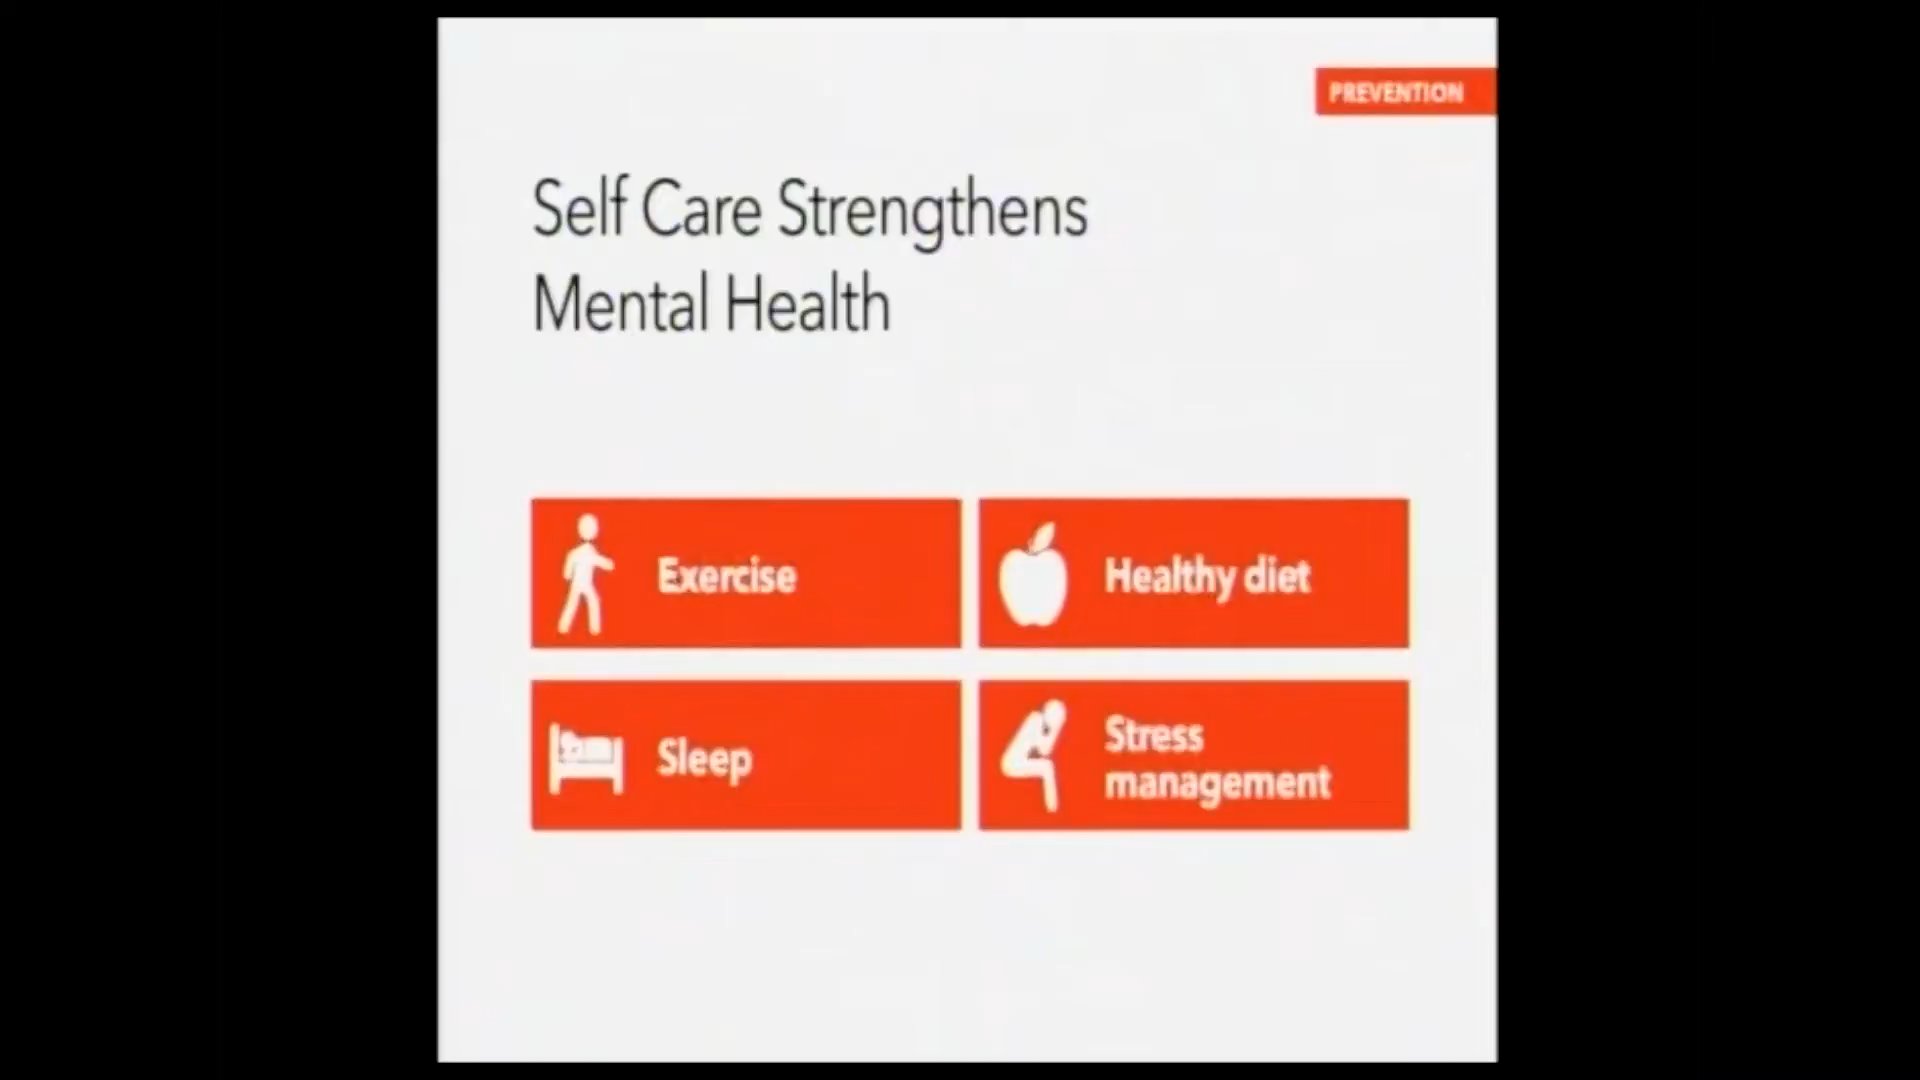 PREVENTION
Self Care Strengthens
Mental Health
Exercise
Healthy diet
Sleep
Stress
management